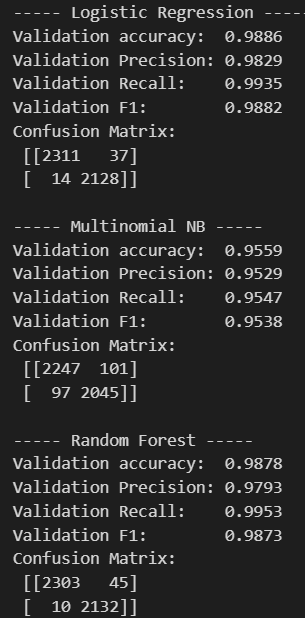 ----- Logistic Regression -----
Validation accuracy:  0.9886
Validation Precision: 0.9829
Validation Recall:    0.9935
Validation F1:        0.9882
Confusion Matrix:
 [[2311   37]
 [  14 2128]]
----- Multinomial NB -----
Validation accuracy:  0.9559
Validation Precision: 0.9529
Validation Recall:    0.9547
Validation F1:        0.9538
Confusion Matrix:
 [[2247  101]
 [  97 2045]]
----- Random Forest -----
Validation accuracy:  0.9878
Validation Precision: 0.9793
Validation Recall:    0.9953
Validation F1:        0.9873
Confusion Matrix:
 [[2303   45]
 [  10 2132]]